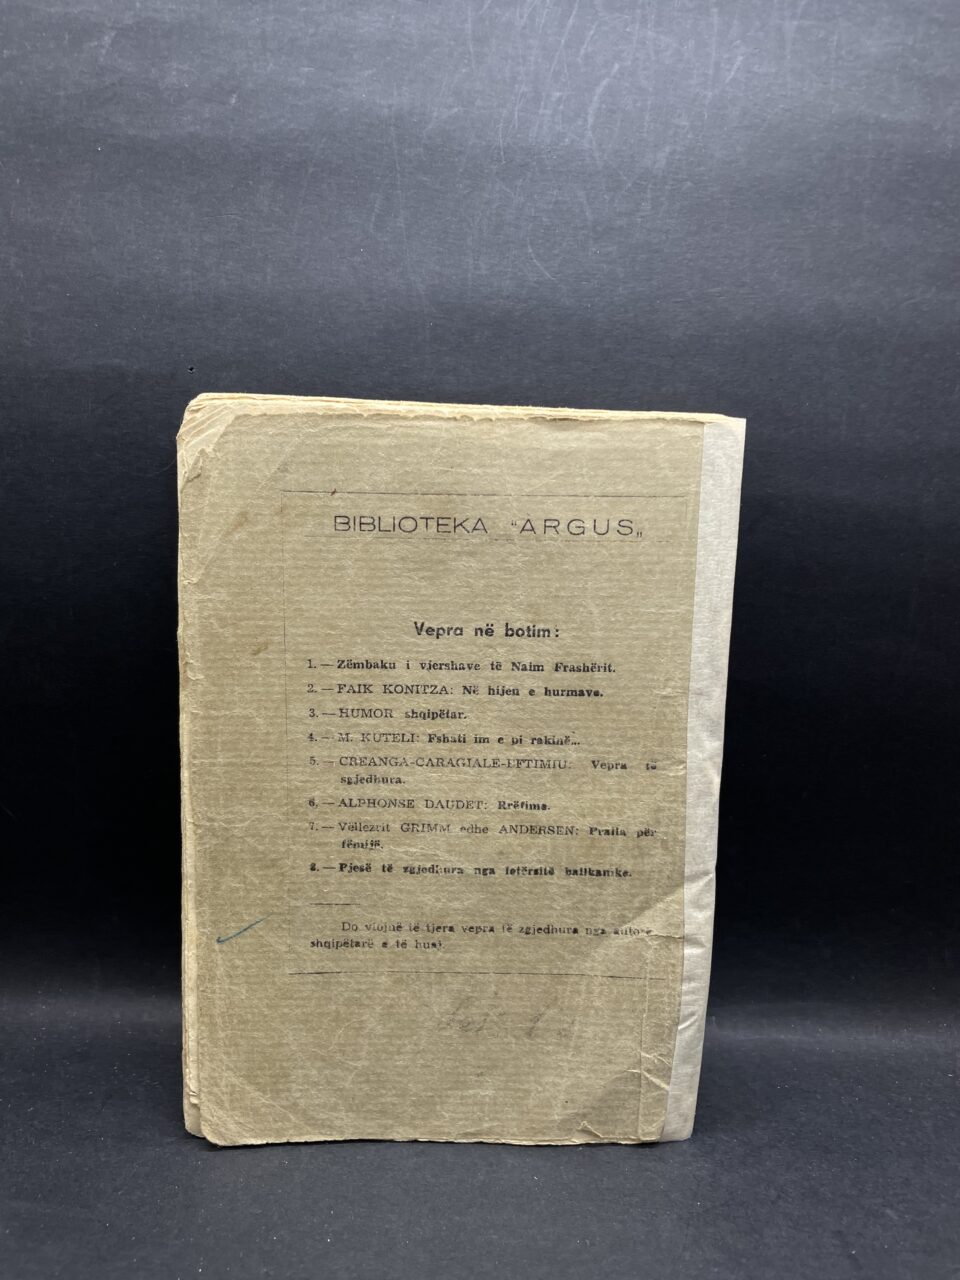 BIBLIOTEKA “ARGUS„
Vepra në botim:
1. — Zëmbaku i vjershave të Naim Frashërit.
2. — FAIK KONITZA: Në hijen e hurmave.
3. — HUMOR shqipëtar.
4. — M. KUTELI: Fshati im e pi rakinë...
5. — CREANGA-CARAGIALE-EFTIMIU: Vepra të
sgjedhura.
6. — ALPHONSE DAUDET: Rrëfime.
7. — Vëllezrit GRIMM edhe ANDERSEN: Pralla për
fëmijë.
8. — Pjesë të zgjedhura nga letërsitë ballkanike.
Do vlojnë të tjera vepra të zgjedhura nga autorë
shqipëtarë e të huaj.